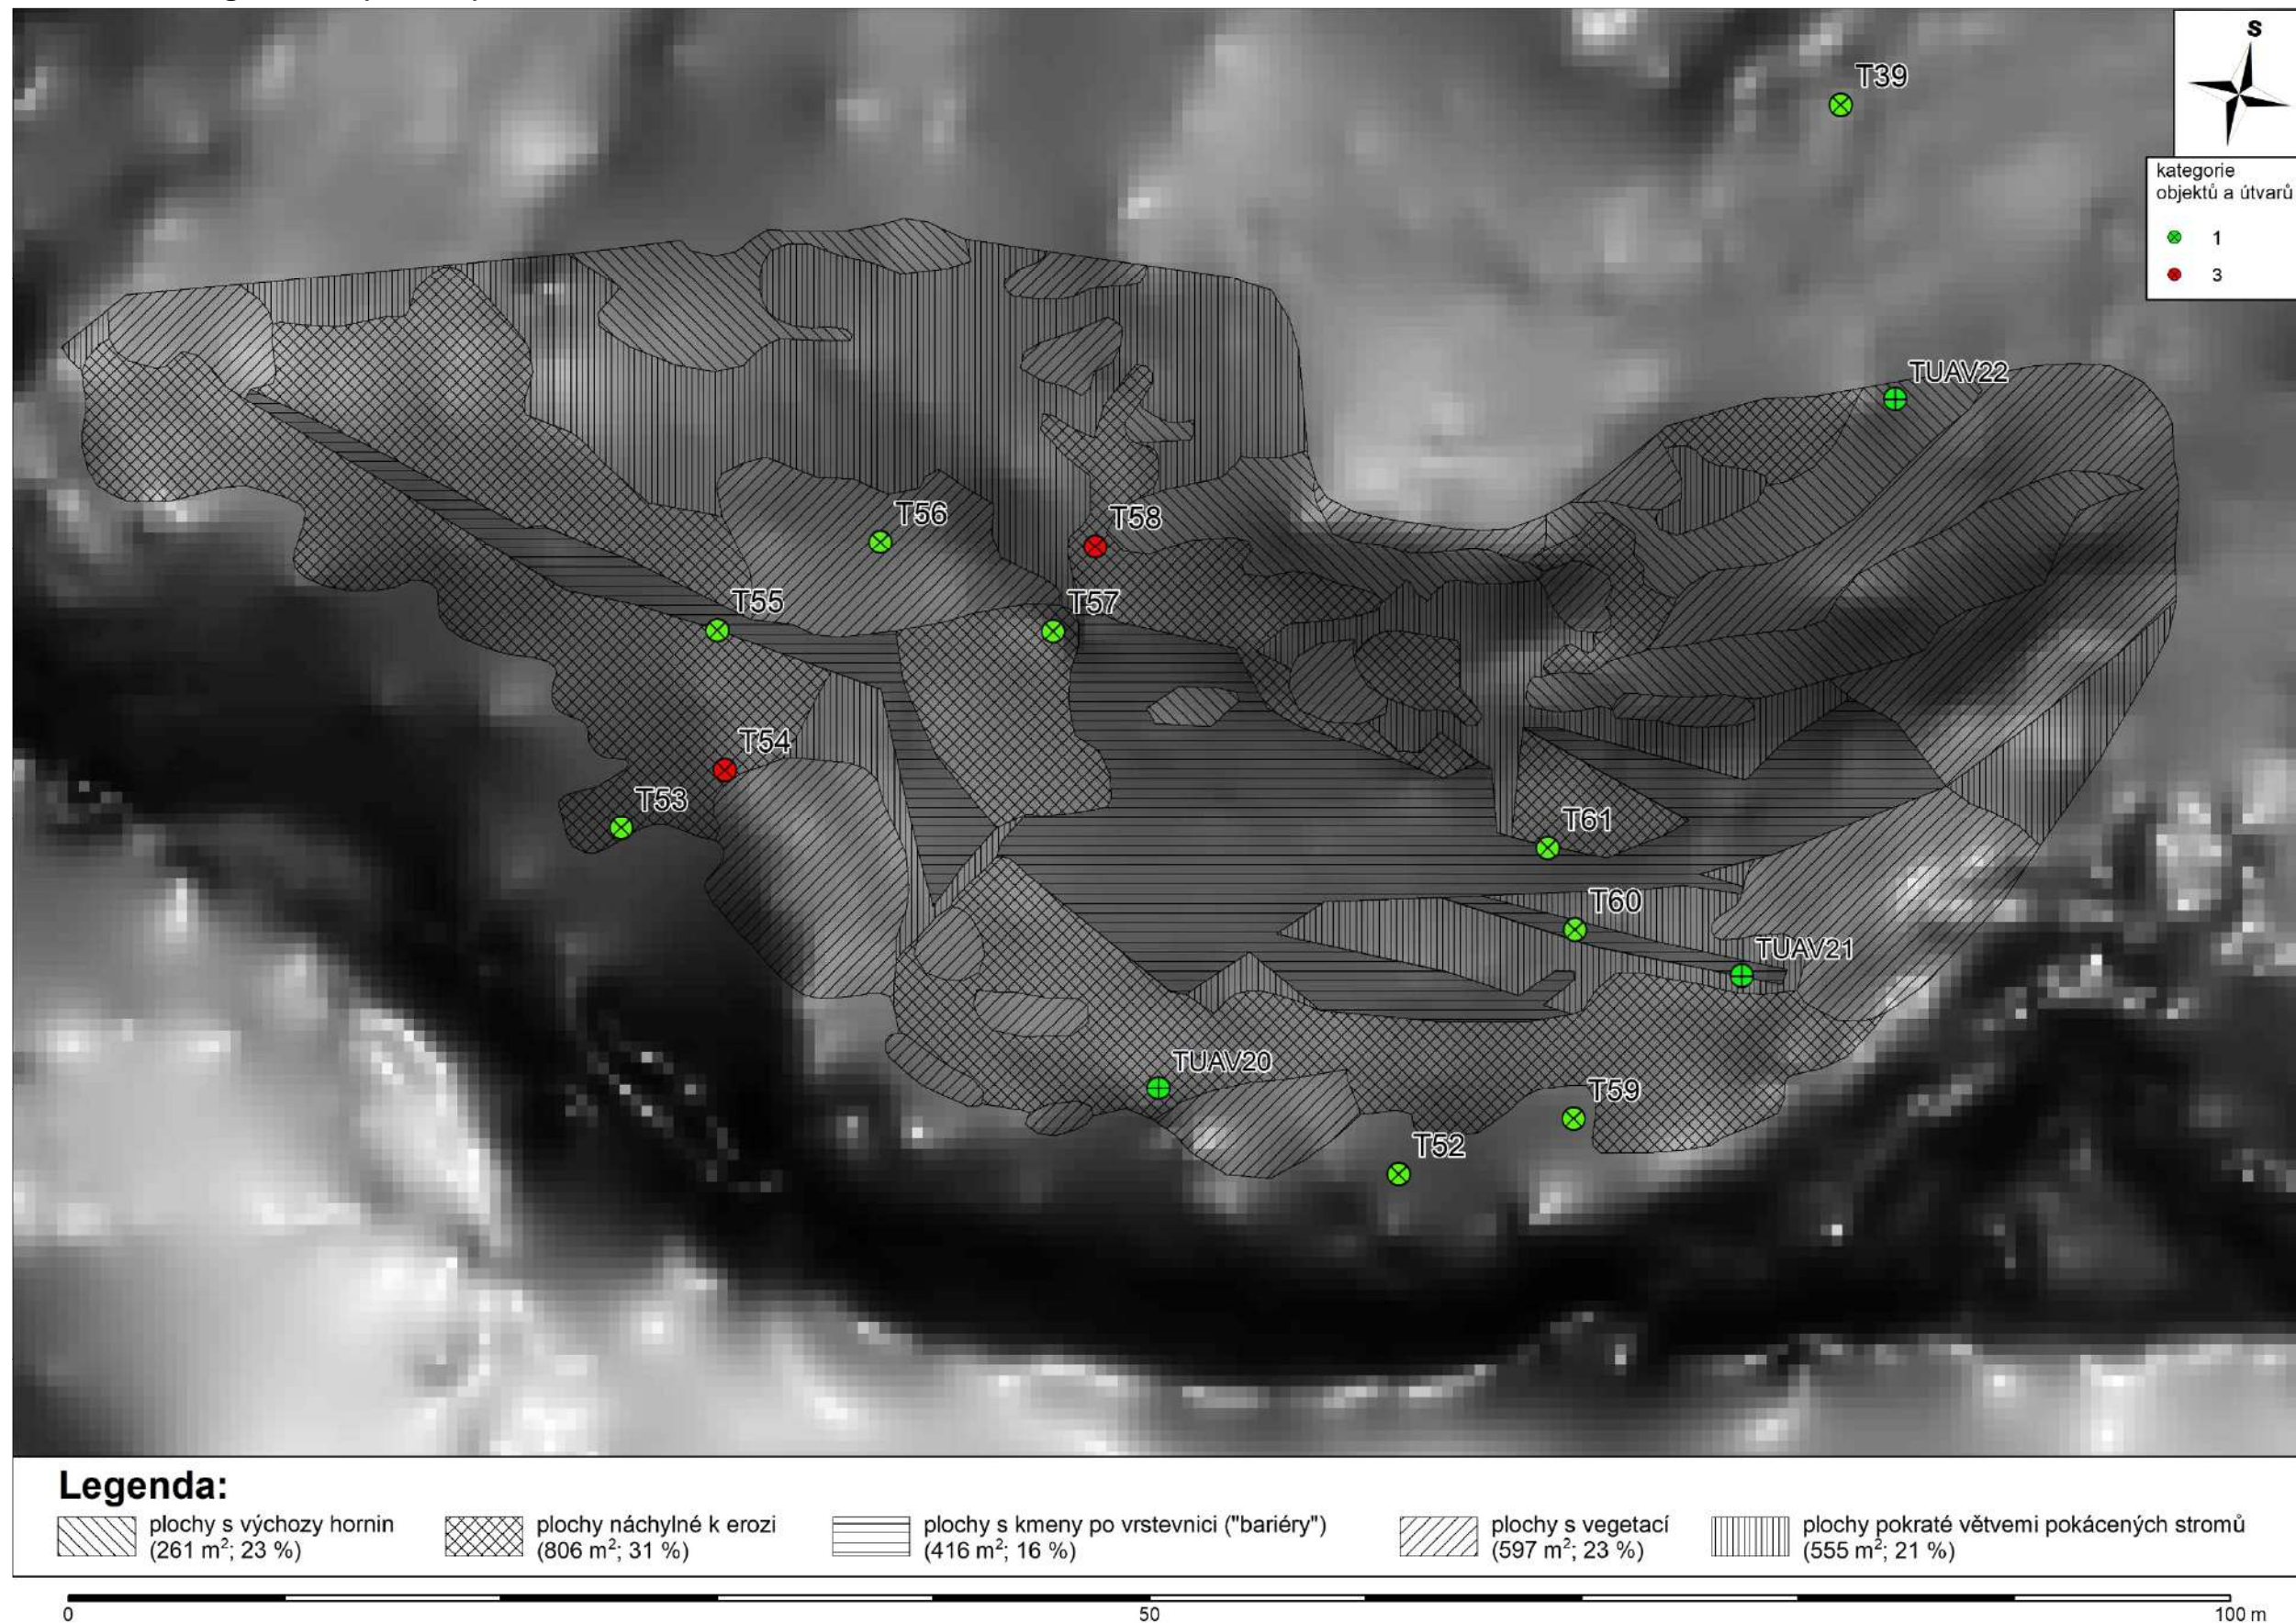 S
T39
kategorie
objektů a útvarů
1
3
TUAV22
T56
T58
T55
T57
T54
T53
T61
T60
TUAV21
TUAV20
T59
T52
Legenda:
plochy s výchozy hornin
(261 m²; 23 %)
plochy náchylné k erozi
(806 m²; 31 %)
plochy s kmeny po vrstevnici ("bariéry")
(416 m²; 16 %)
plochy s vegetací
(597 m²; 23 %)
plochy pokraté větvemi pokácených stromů
(555 m²; 21 %)
0
50
100 m